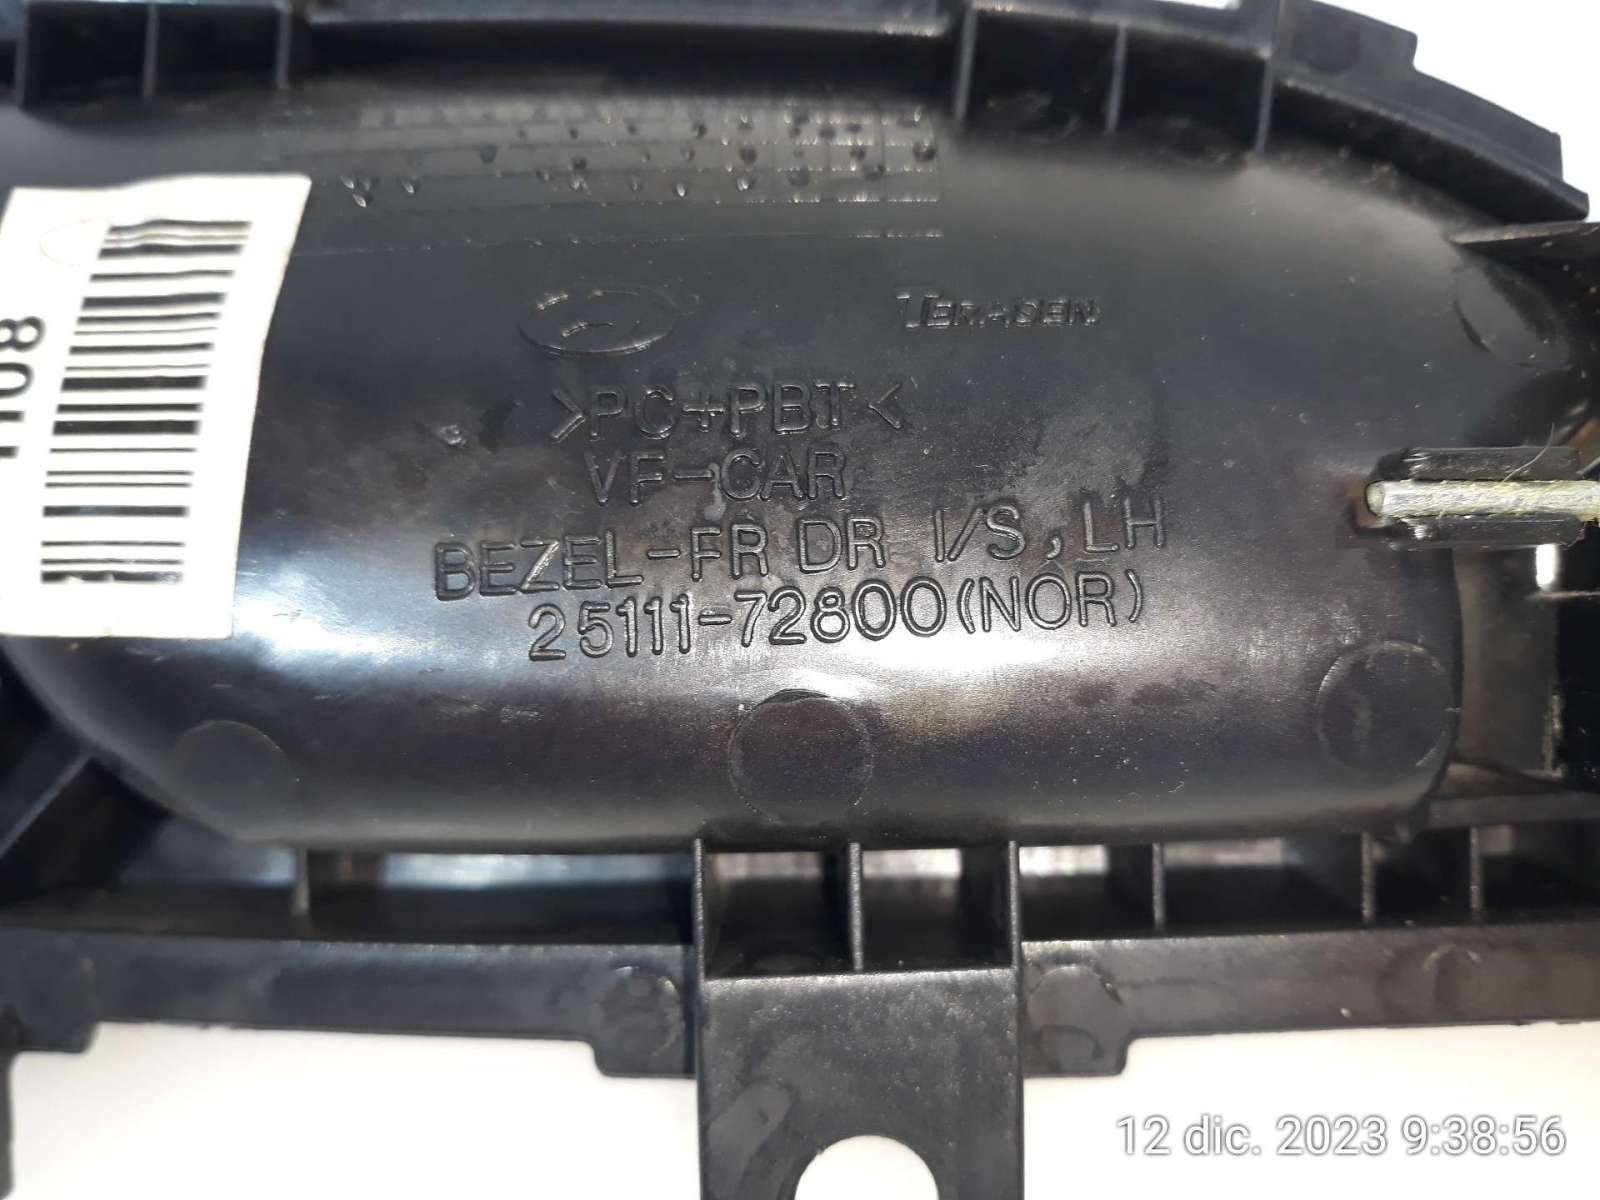 >PC+PBT<
VF-CAR
BEZEL-FR DR I/S, LH
25111-72800(NOR)
12 dic. 2023 9:38:56